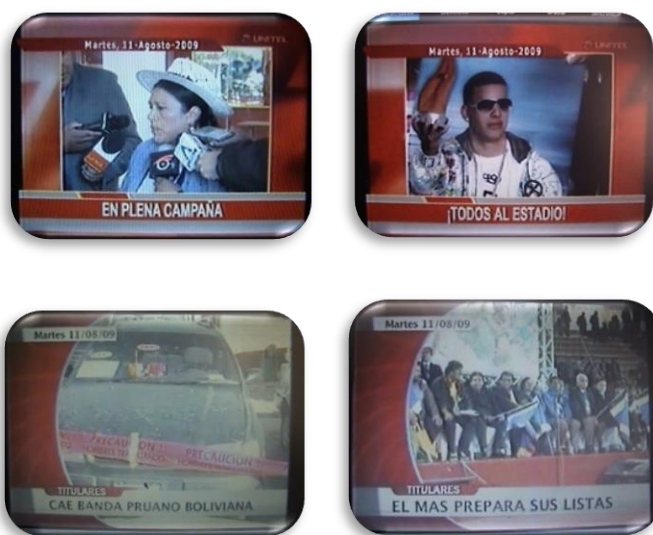 Martes, 11-Agosto-2009
UNITEL
EN PLENA CAMPAÑA
Martes, 11-Agosto-2009
UNITEL
¡TODOS AL ESTADIO!
Martes 11/08/09
PRECAUCION
PRECAUCION
TITULARES
CAE BANDA PRUANO BOLIVIANA
Martes 11/08/09
TITULARES
EL MAS PREPARA SUS LISTAS